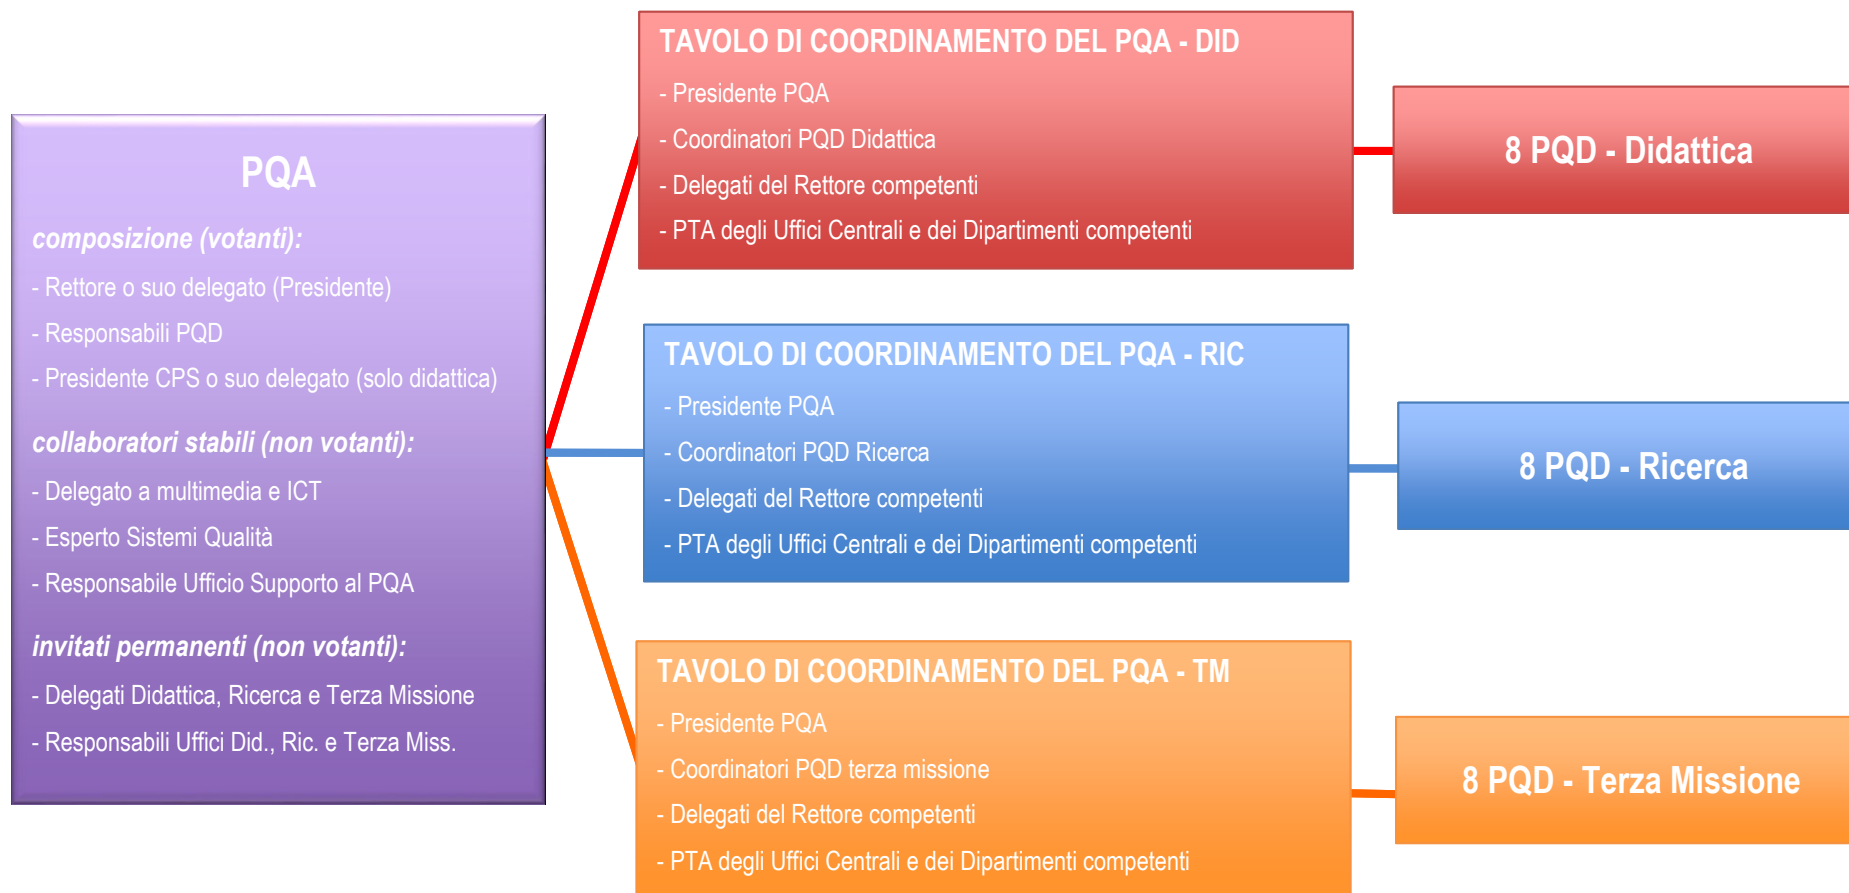 PQA
composizione (votanti):
- Rettore o suo delegato (Presidente)
- Responsabili PQD
- Presidente CPS o suo delegato (solo didattica)
collaboratori stabili (non votanti):
- Delegato a multimedia e ICT
- Esperto Sistemi Qualità
- Responsabile Ufficio Supporto al PQA
invitati permanenti (non votanti):
- Delegati Didattica, Ricerca e Terza Missione
- Responsabili Uffici Did., Ric. e Terza Miss.
TAVOLO DI COORDINAMENTO DEL PQA - DID
- Presidente PQA
- Coordinatori PQD Didattica
- Delegati del Rettore competenti
- PTA degli Uffici Centrali e dei Dipartimenti competenti
8 PQD - Didattica
TAVOLO DI COORDINAMENTO DEL PQA - RIC
- Presidente PQA
- Coordinatori PQD Ricerca
- Delegati del Rettore competenti
- PTA degli Uffici Centrali e dei Dipartimenti competenti
8 PQD - Ricerca
TAVOLO DI COORDINAMENTO DEL PQA - TM
- Presidente PQA
- Coordinatori PQD terza missione
- Delegati del Rettore competenti
- PTA degli Uffici Centrali e dei Dipartimenti competenti
8 PQD - Terza Missione